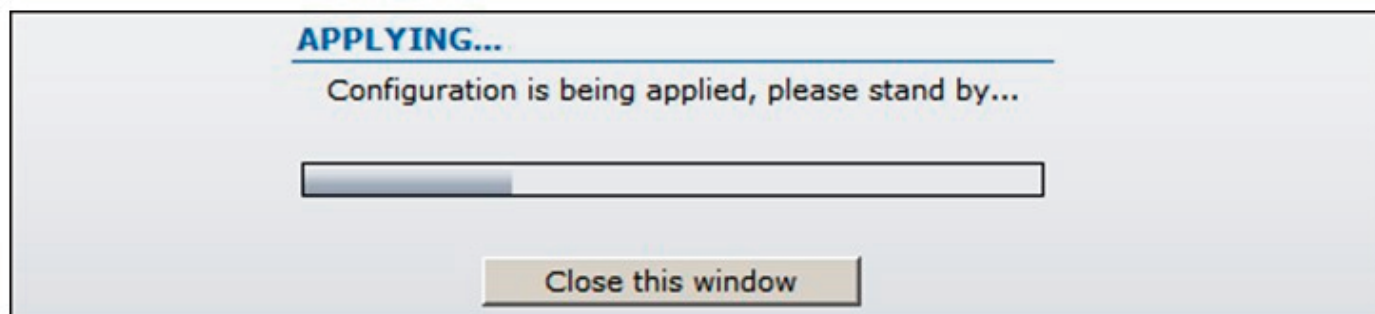 APPLYING...
Configuration is being applied, please stand by...
Close this window